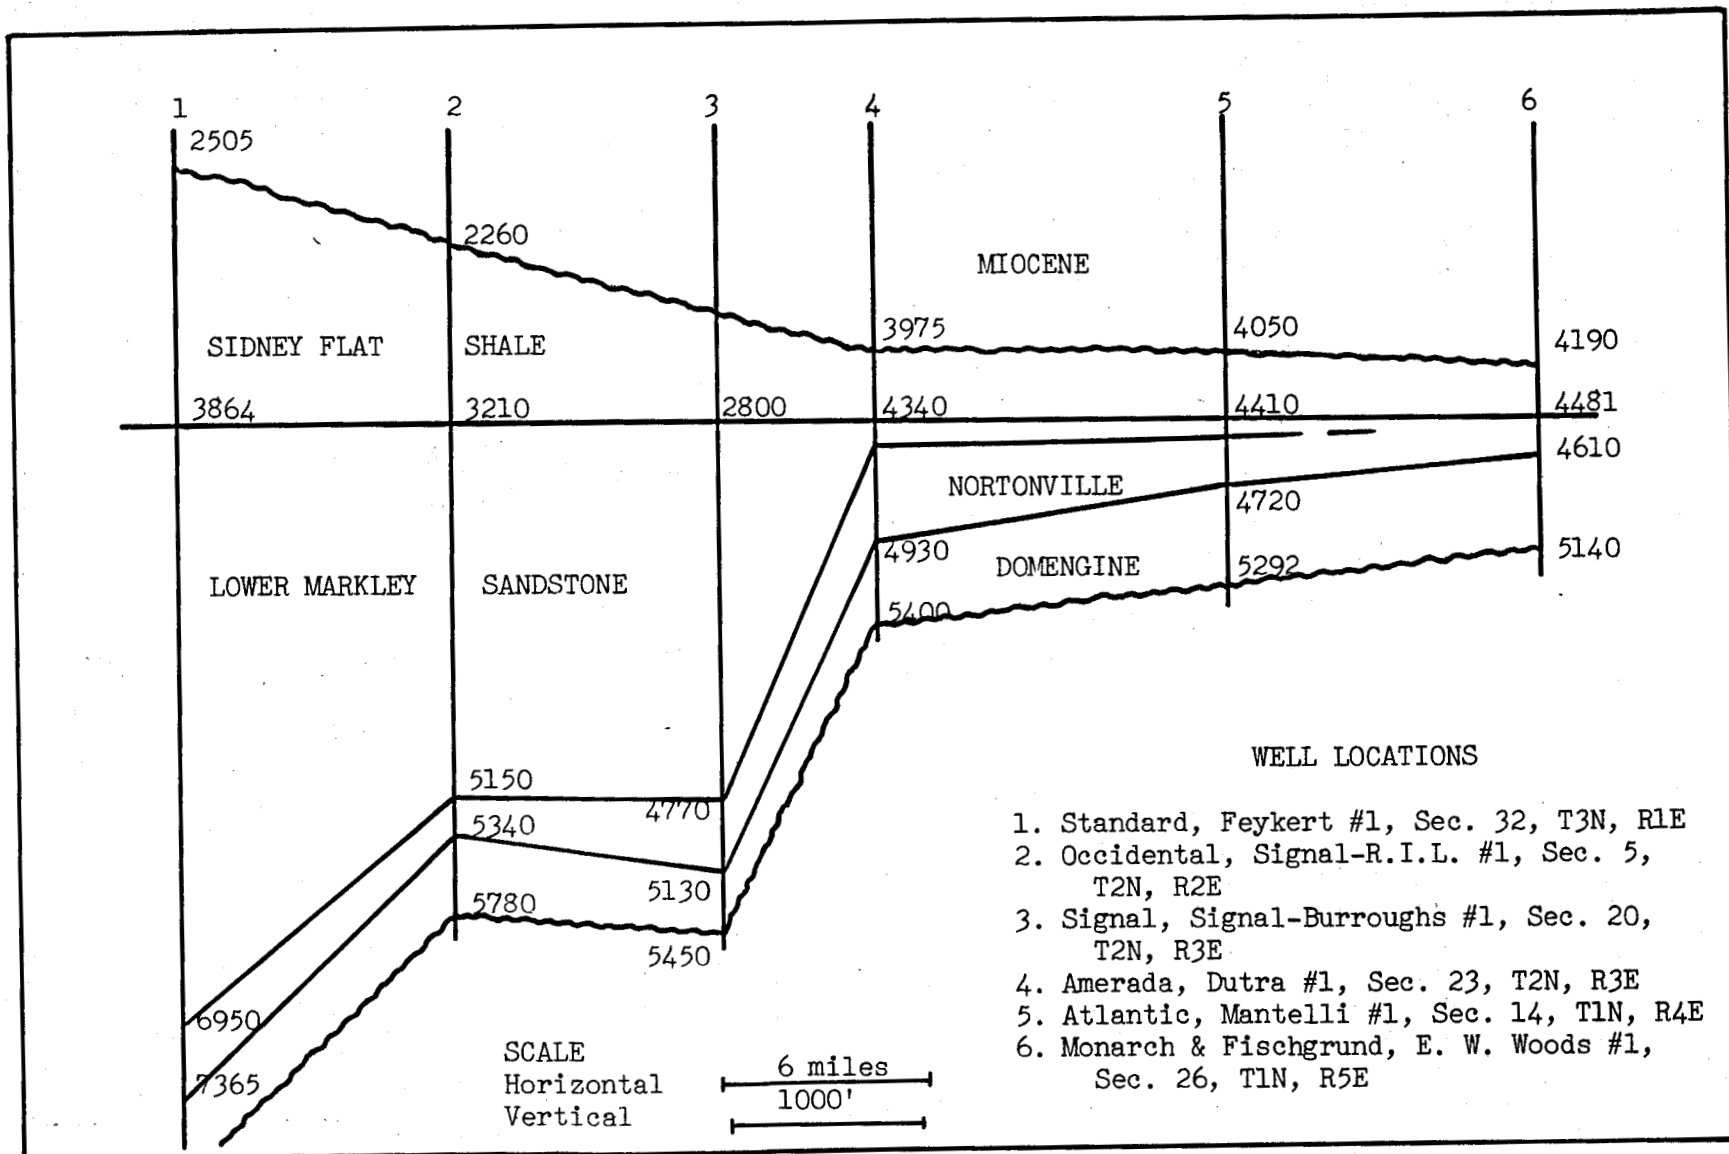 1 2 3 4 5 6
2505
2260
MIOCENE
3975 4050 4190
SIDNEY FLAT SHALE
3864 3210 2800 4340 4410 4481
4610
NORTONVILLE
4720
4930 5140
DOMENGINE 5292
LOWER MARKLEY SANDSTONE
5400
5150
4770
5340
5130
5780
5450
6950
7365
WELL LOCATIONS
1. Standard, Feykert #1, Sec. 32, T3N, R1E
2. Occidental, Signal-R.I.L. #1, Sec. 5,
T2N, R2E
3. Signal, Signal-Burroughs #1, Sec. 20,
T2N, R3E
4. Amerada, Dutra #1, Sec. 23, T2N, R3E
5. Atlantic, Mantelli #1, Sec. 14, T1N, R4E
6. Monarch & Fischgrund, E. W. Woods #1,
Sec. 26, T1N, R5E
SCALE
Horizontal 6 miles
Vertical 1000'